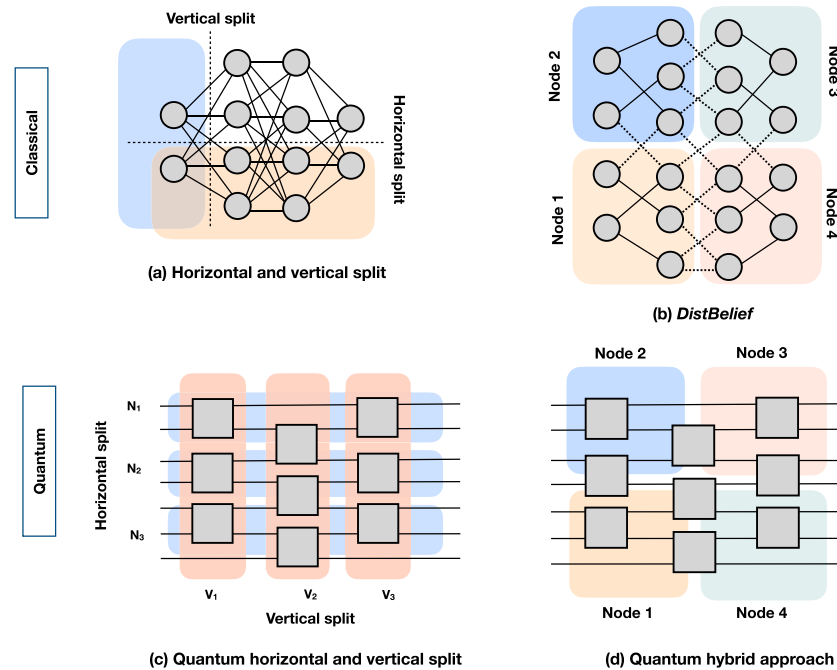 Vertical split
Classical
Horizontal split
(a) Horizontal and vertical split
Node 2
Node 3
Node 1
Node 4
(b) DistBelief
Quantum
Horizontal split
N1
N2
N3
V1
V2
V3
Vertical split
(c) Quantum horizontal and vertical split
Node 2
Node 3
Node 1
Node 4
(d) Quantum hybrid approach